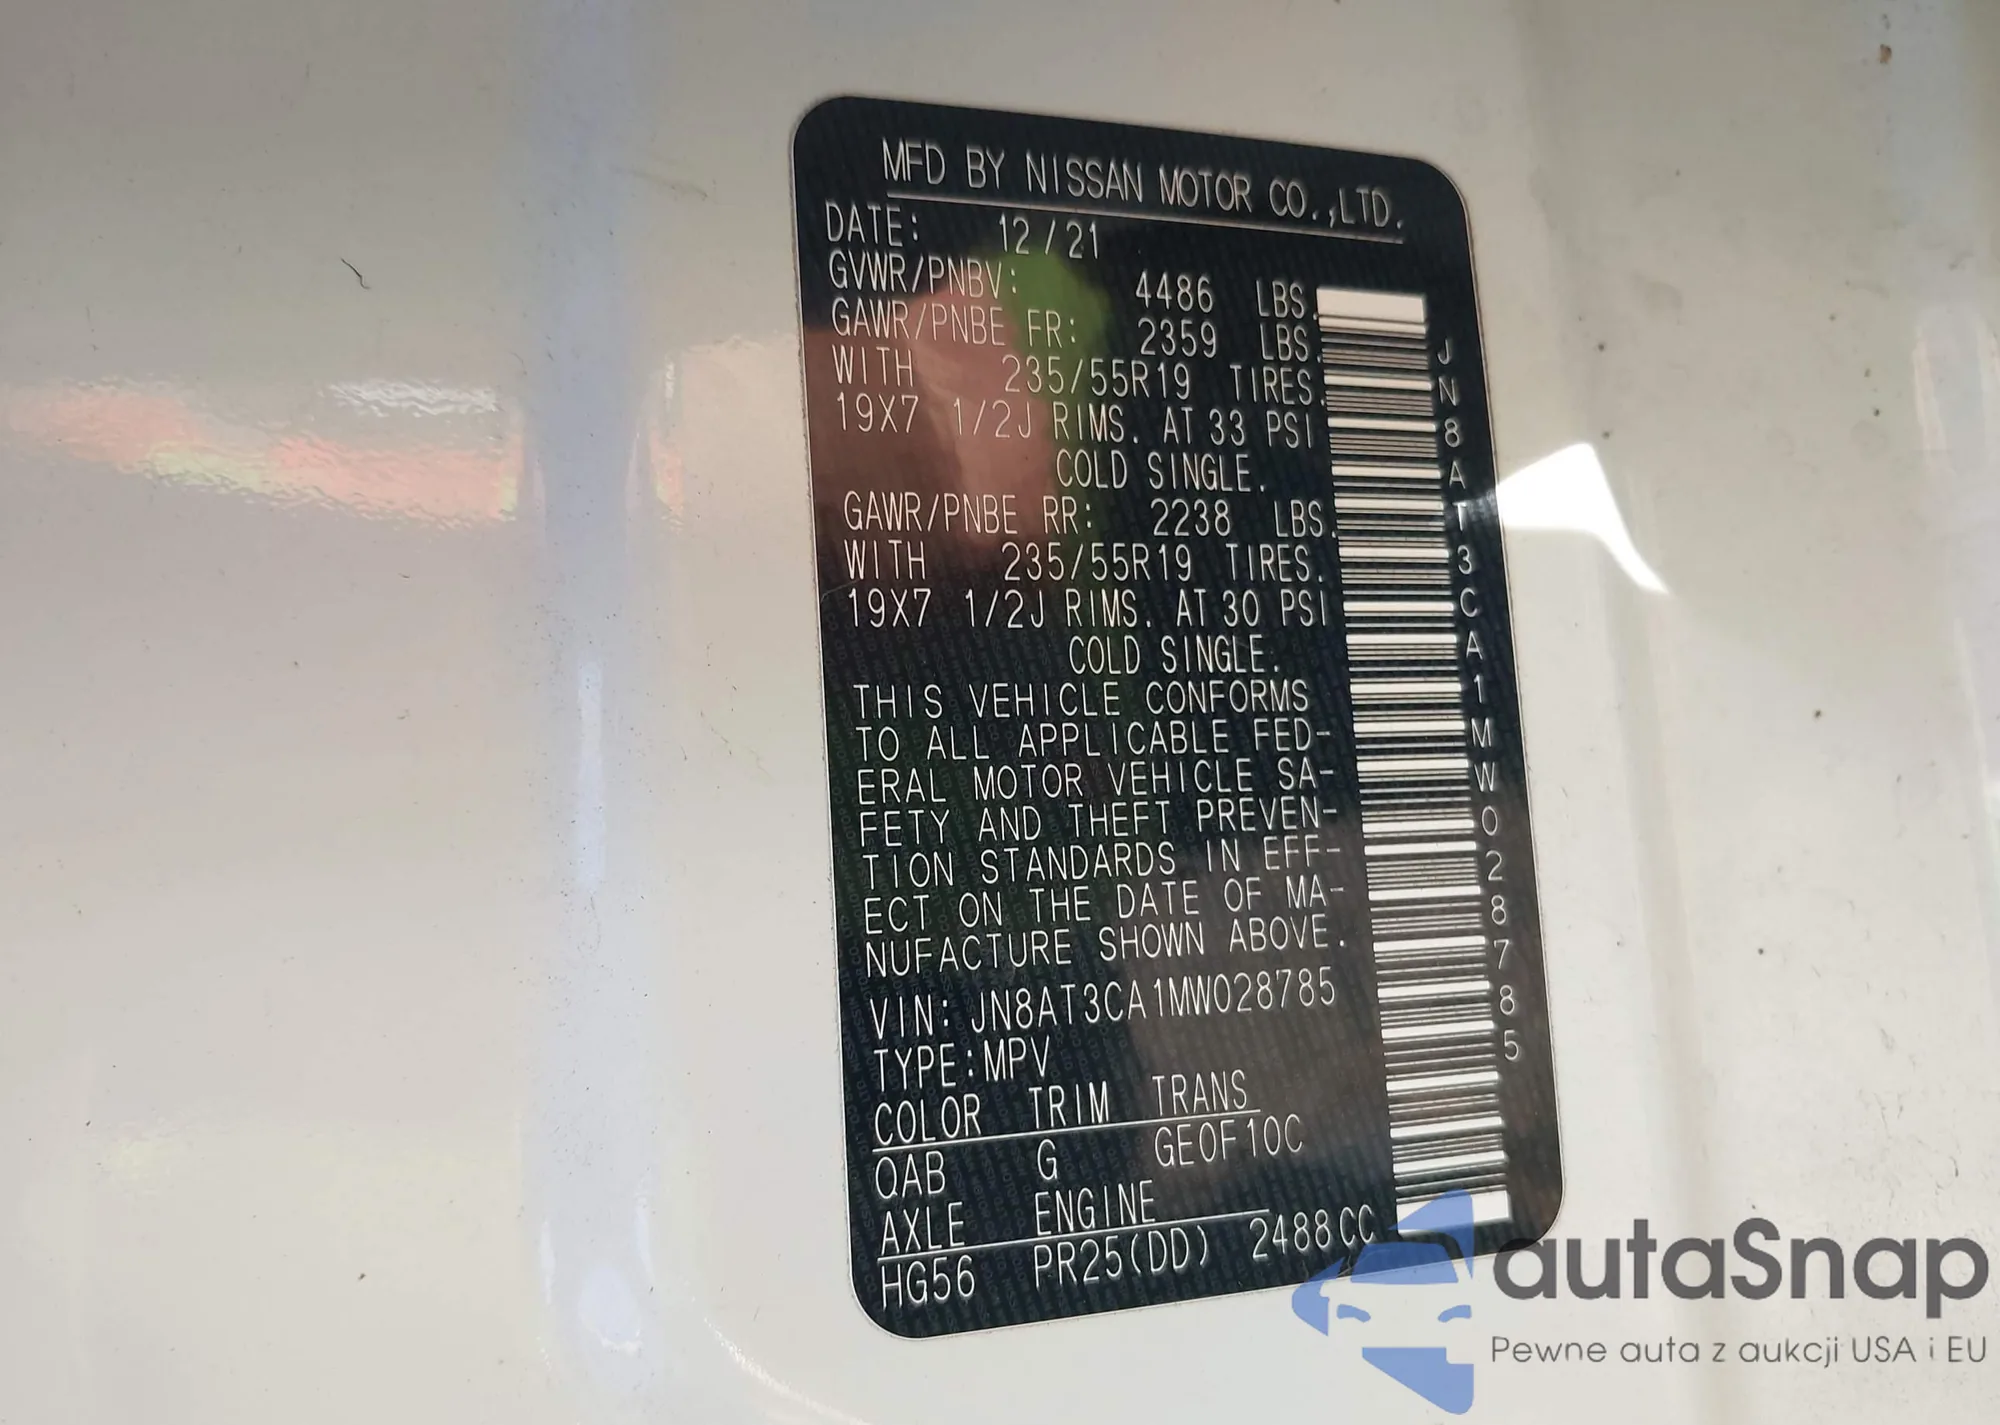 MFD BY NISSAN MOTOR CO.,LTD.
DATE: 12/21
GVWR/PNBV: 4486 LBS.
GAWR/PNBE FR: 2359 LBS.
WITH 235/55R19 TIRES.
19X7 1/2J RIMS. AT 33 PSI
COLD SINGLE.
GAWR/PNBE RR: 2238 LBS.
WITH 235/55R19 TIRES.
19X7 1/2J RIMS. AT 30 PSI
COLD SINGLE.
THIS VEHICLE CONFORMS
TO ALL APPLICABLE FED-
ERAL MOTOR VEHICLE SA-
FETY AND THEFT PREVEN-
TION STANDARDS IN EFF-
ECT ON THE DATE OF MA-
NUFACTURE SHOWN ABOVE.
VIN: JN8AT3CA1MW028785
TYPE:MPV
COLOR TRIM TRANS
QAB G GE0F10C
AXLE ENGINE
HG56 PR25(DD) 2488CC
JN8AT3CA1MW028785
autaSnap
Pewne auta z aukcji USA i EU